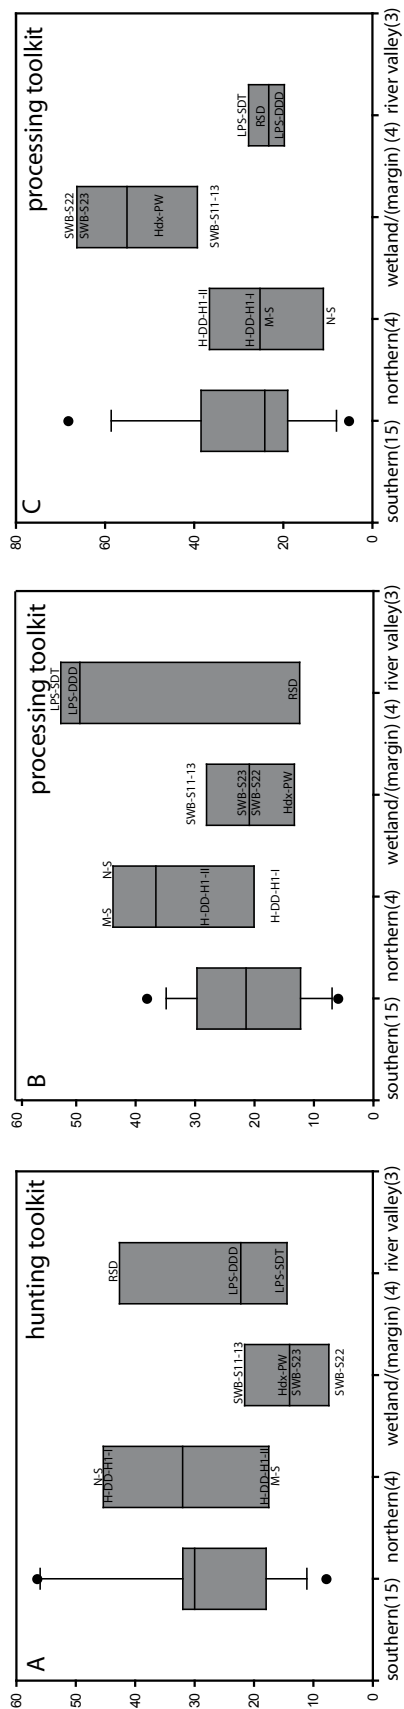 A
hunting toolkit
60
50
40
30
20
10
0
N-S
H-DD-H1-I
H-DD-H1-II
M-S
SWB-S11-13
Hdx-PW
SWB-S23
SWB-S22
RSD
LPS-DDD
LPS-SDT
southern(15) northern(4) wetland/(margin) (4) river valley(3)
B
processing toolkit
60
50
40
30
20
10
0
M-S N-S
H-DD-H1-II
H-DD-H1-I
SWB-S11-13
SWB-S23
SWB-S22
Hdx-PW
LPS-SDT
LPS-DDD
RSD
southern(15) northern(4) wetland/(margin) (4) river valley(3)
C
processing toolkit
80
60
40
20
0
H-DD-H1-II
H-DD-H1-I
M-S
N-S
SWB-S22
SWB-S23
Hdx-PW
SWB-S11-13
LPS-SDT
RSD
LPS-DDD
southern(15) northern(4) wetland/(margin) (4) river valley(3)